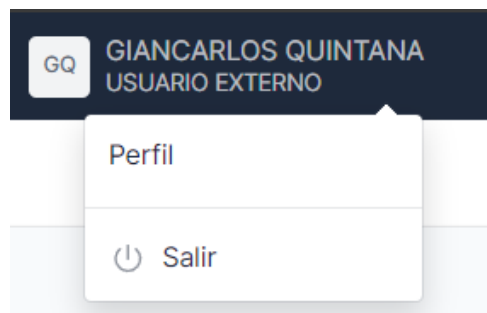 GQ
GIANCARLOS QUINTANA
USUARIO EXTERNO
Perfil
Salir